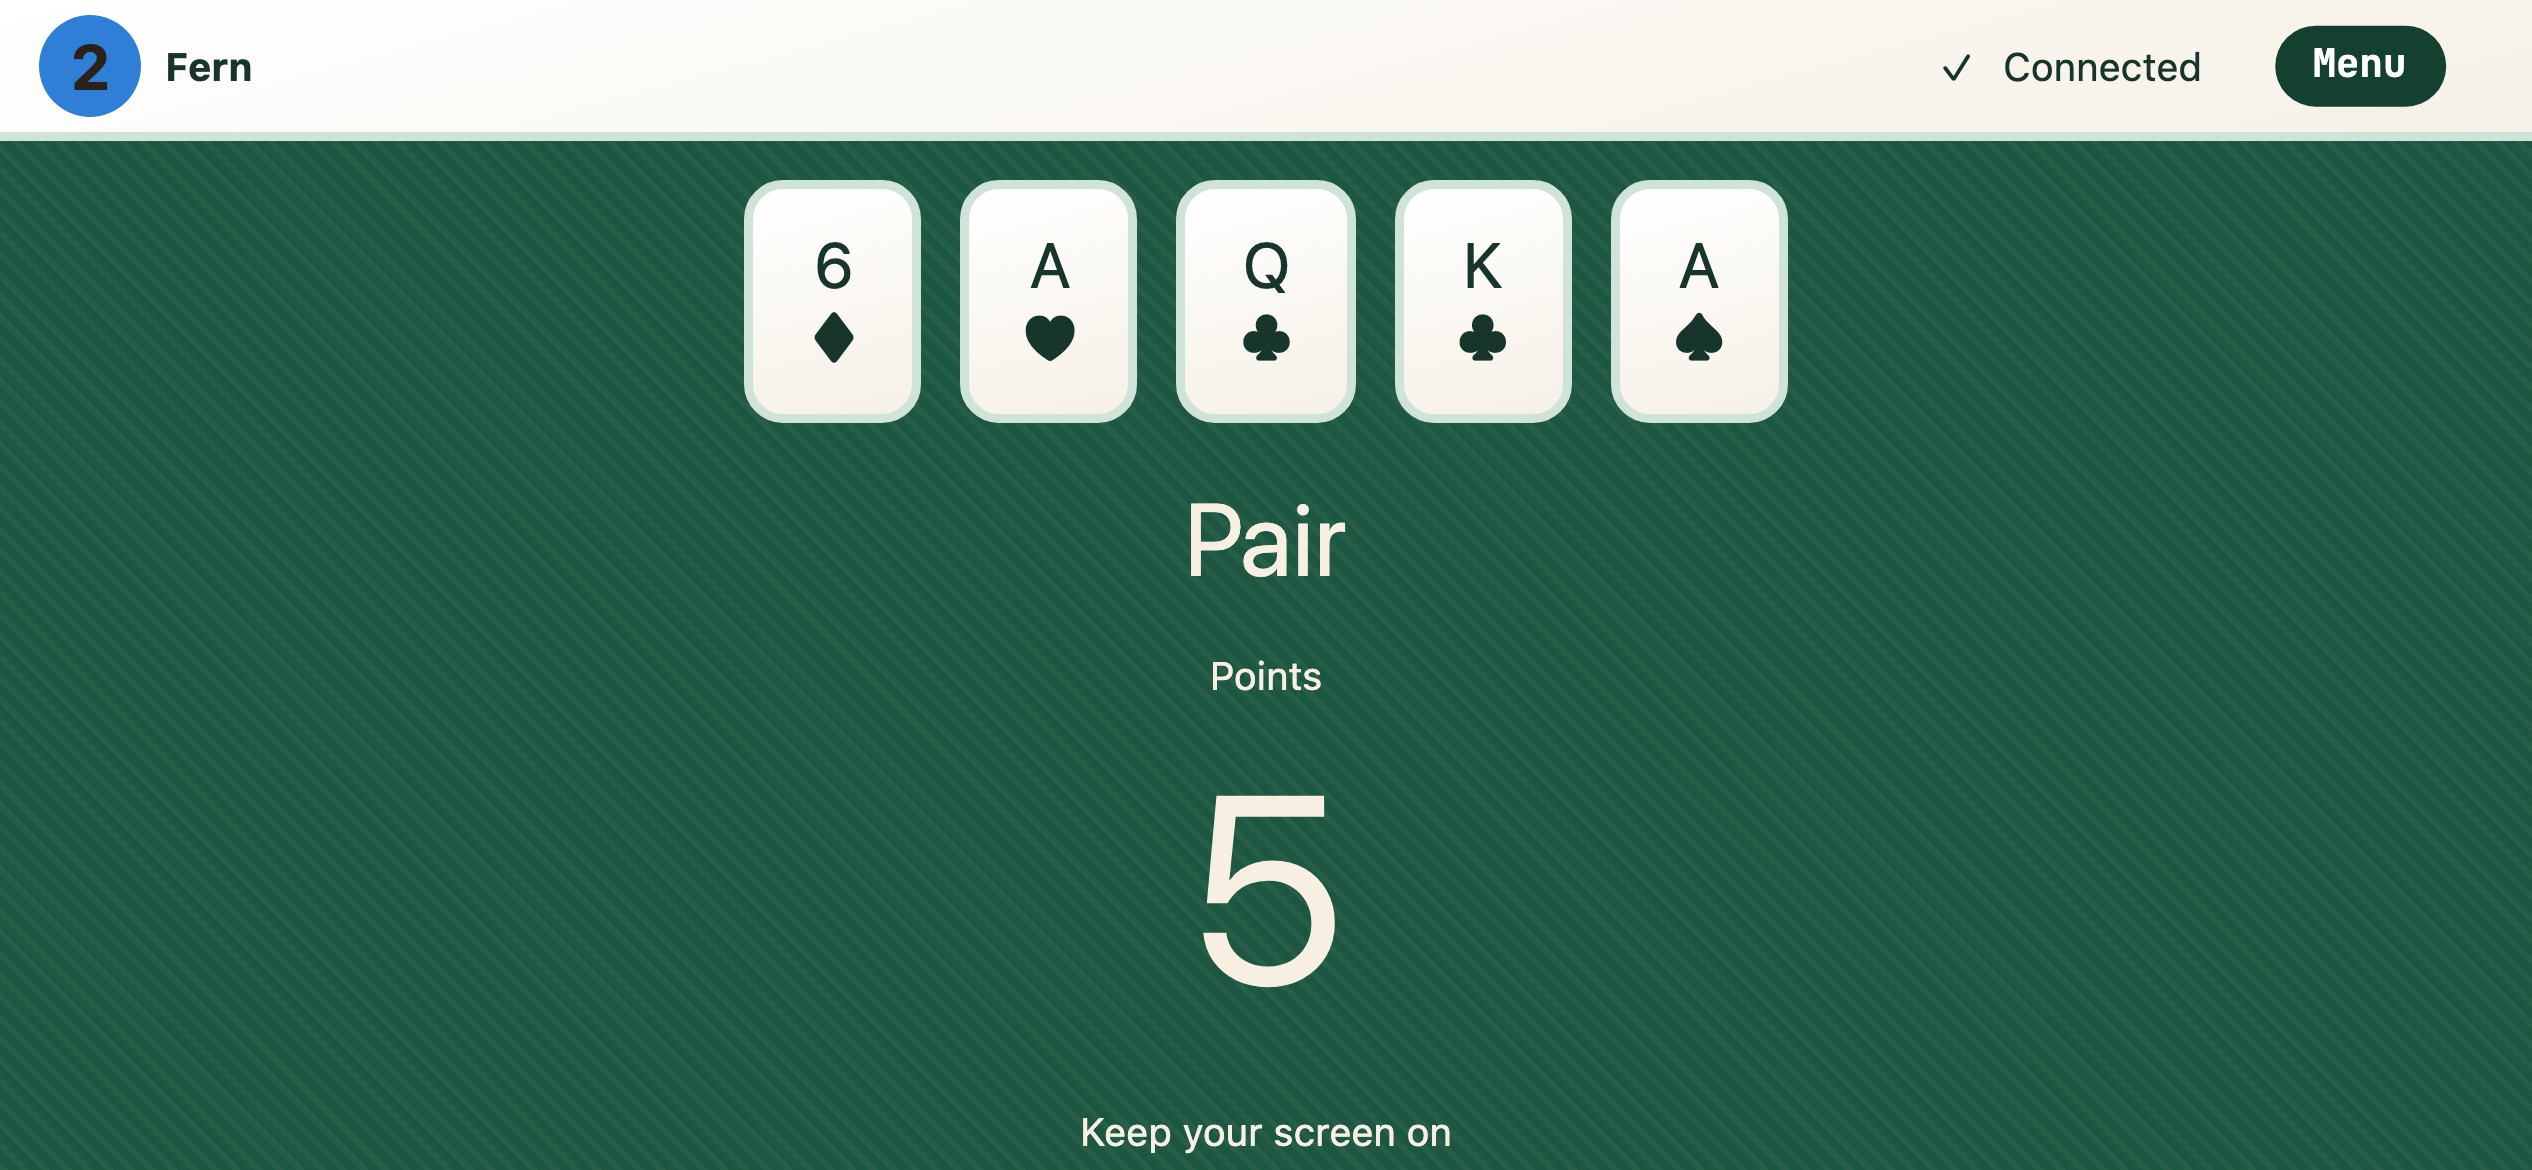 2 Fern ✓ Connected Menu
6 A Q K A
♦ ♥ ♣ ♣ ♠
Pair
Points
5
Keep your screen on